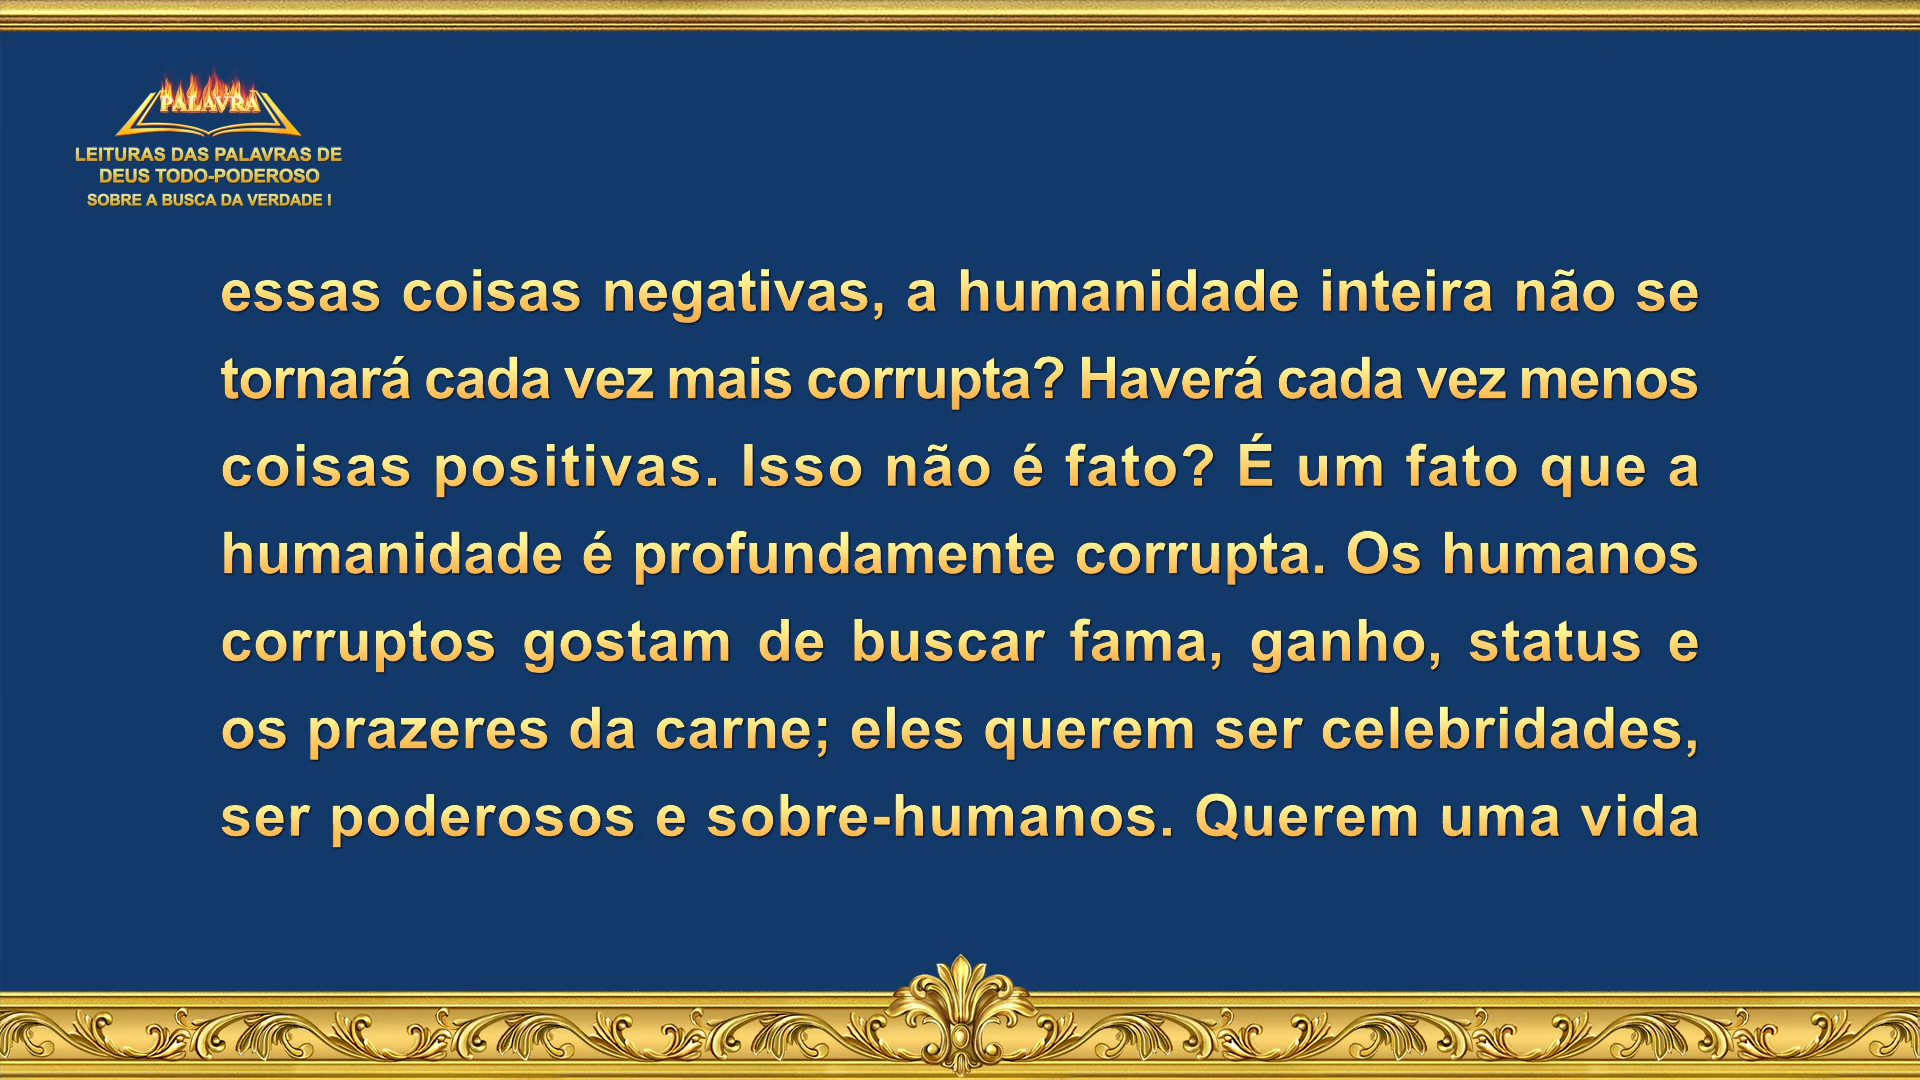 PALAVRA
LEITURAS DAS PALAVRAS DE
DEUS TODO-PODEROSO
SOBRE A BUSCA DA VERDADE I
essas coisas negativas, a humanidade inteira não se
tornará cada vez mais corrupta? Haverá cada vez menos
coisas positivas. Isso não é fato? É um fato que a
humanidade é profundamente corrupta. Os humanos
corruptos gostam de buscar fama, ganho, status e
os prazeres da carne; eles querem ser celebridades,
ser poderosos e sobre-humanos. Querem uma vida